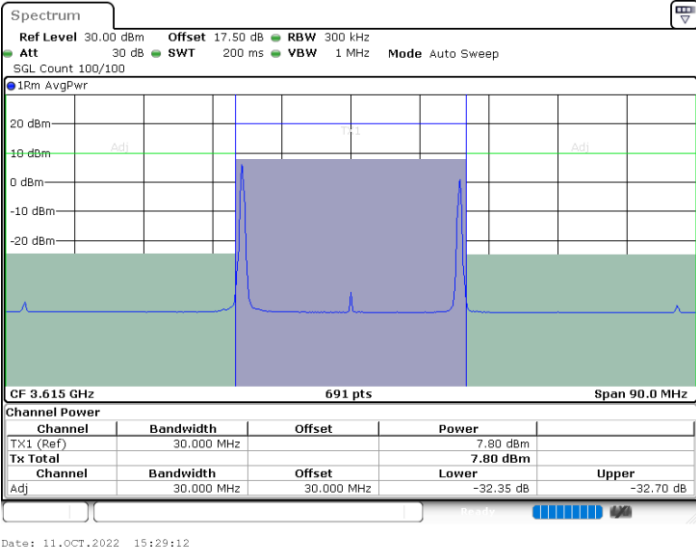 Spectrum
Ref Level 30.00 dBm Offset 17.50 dB RBW 300 kHz
Att 30 dB SWT 200 ms VBW 1 MHz Mode Auto Sweep
SGL Count 100/100
1Rm AvgPwr
20 dBm
TX1
Adj Adj
10 dBm
0 dBm
-10 dBm
-20 dBm
CF 3.615 GHz 691 pts Span 90.0 MHz
Channel Power
Channel Bandwidth Offset Power
TX1 (Ref) 30.000 MHz 7.80 dBm
Tx Total 7.80 dBm
Channel Bandwidth Offset Lower Upper
Adj 30.000 MHz 30.000 MHz -32.35 dB -32.70 dB
Ready
Date: 11.OCT.2022 15:29:12